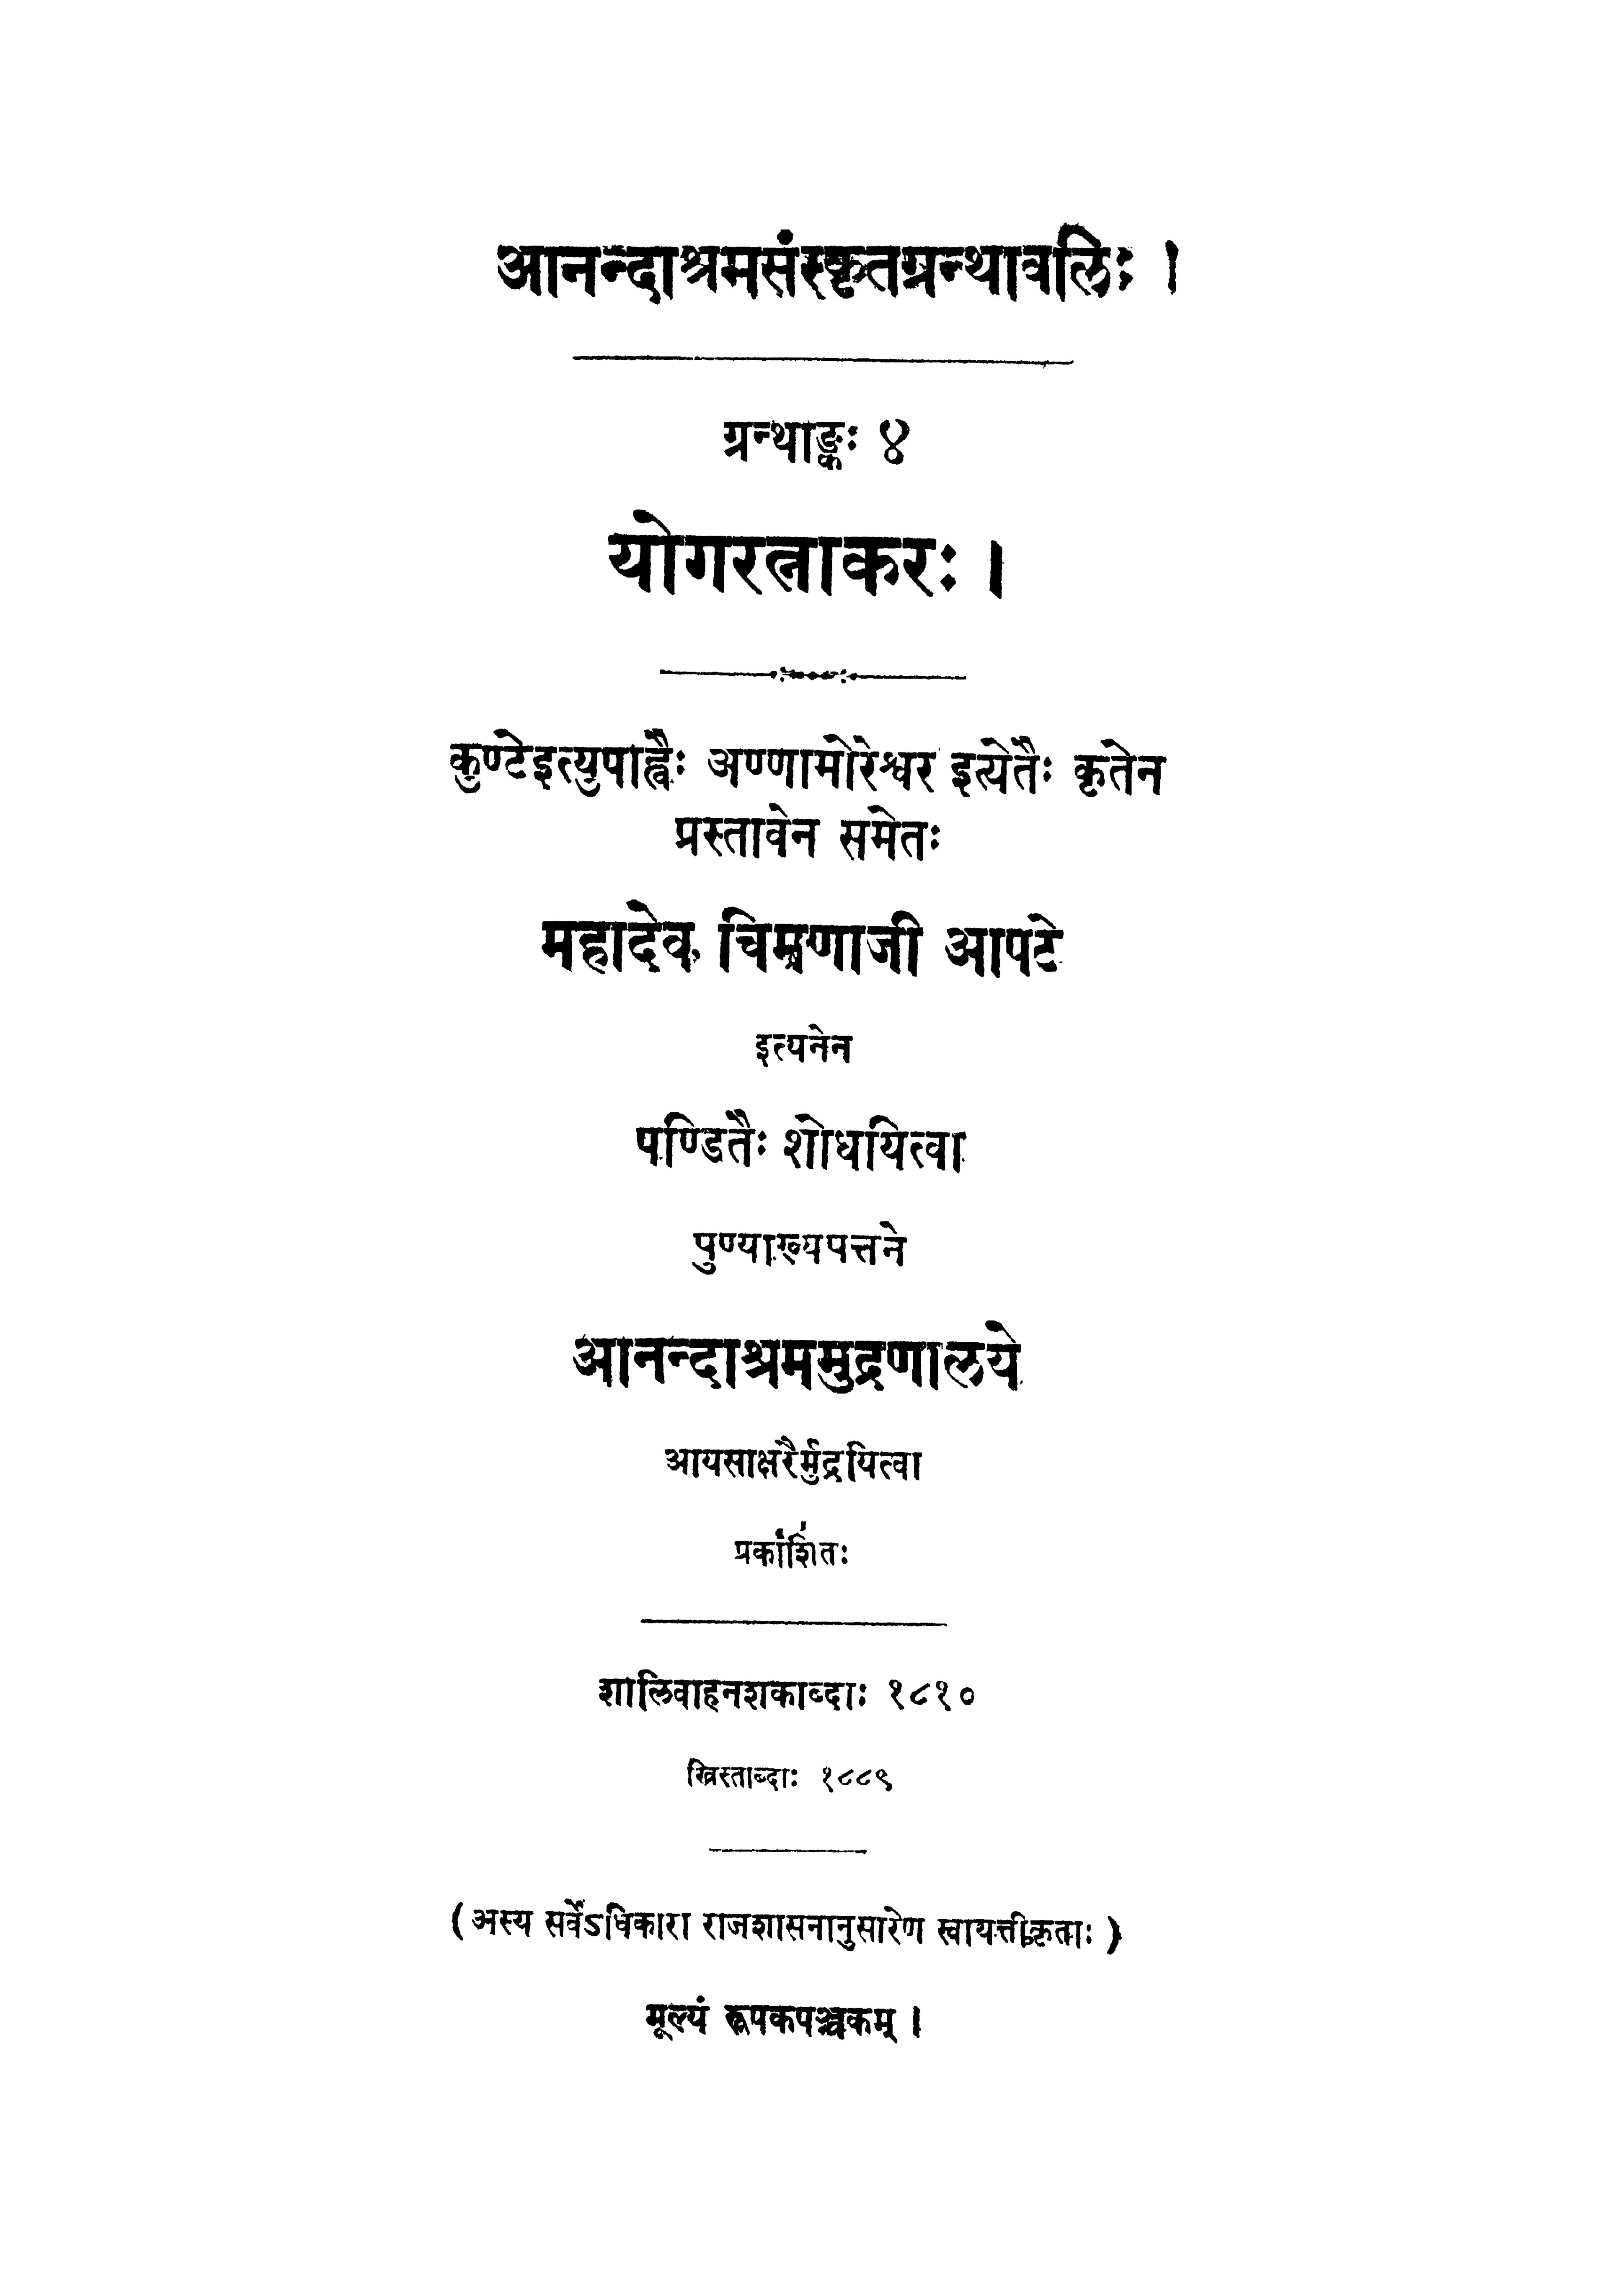 आनन्दाश्रमसंस्कृतग्रन्थावलिः ।
ग्रन्थाङ्कः ४
योगरत्नाकरः ।
कुण्टेइत्युपाह्वैः अण्णामोरेश्वर इत्येतैः कृतेन
प्रस्तावेन समेतः
महादेव चिमणाजी आपटे
इत्यनेन
पण्डितैः शोधयित्वा
पुण्याख्यपत्तने
आनन्दाश्रममुद्रणालये
आयसाक्षरैर्मुद्रयित्वा
प्रकाशितः
शालिवाहनशकाब्दाः १८१०
ख्रिस्ताब्दाः १८८९
(अस्य सर्वेऽधिकारा राजशासनानुसारेण स्वायत्तीकृताः)
मूल्यं रूपकपञ्चकम् ।